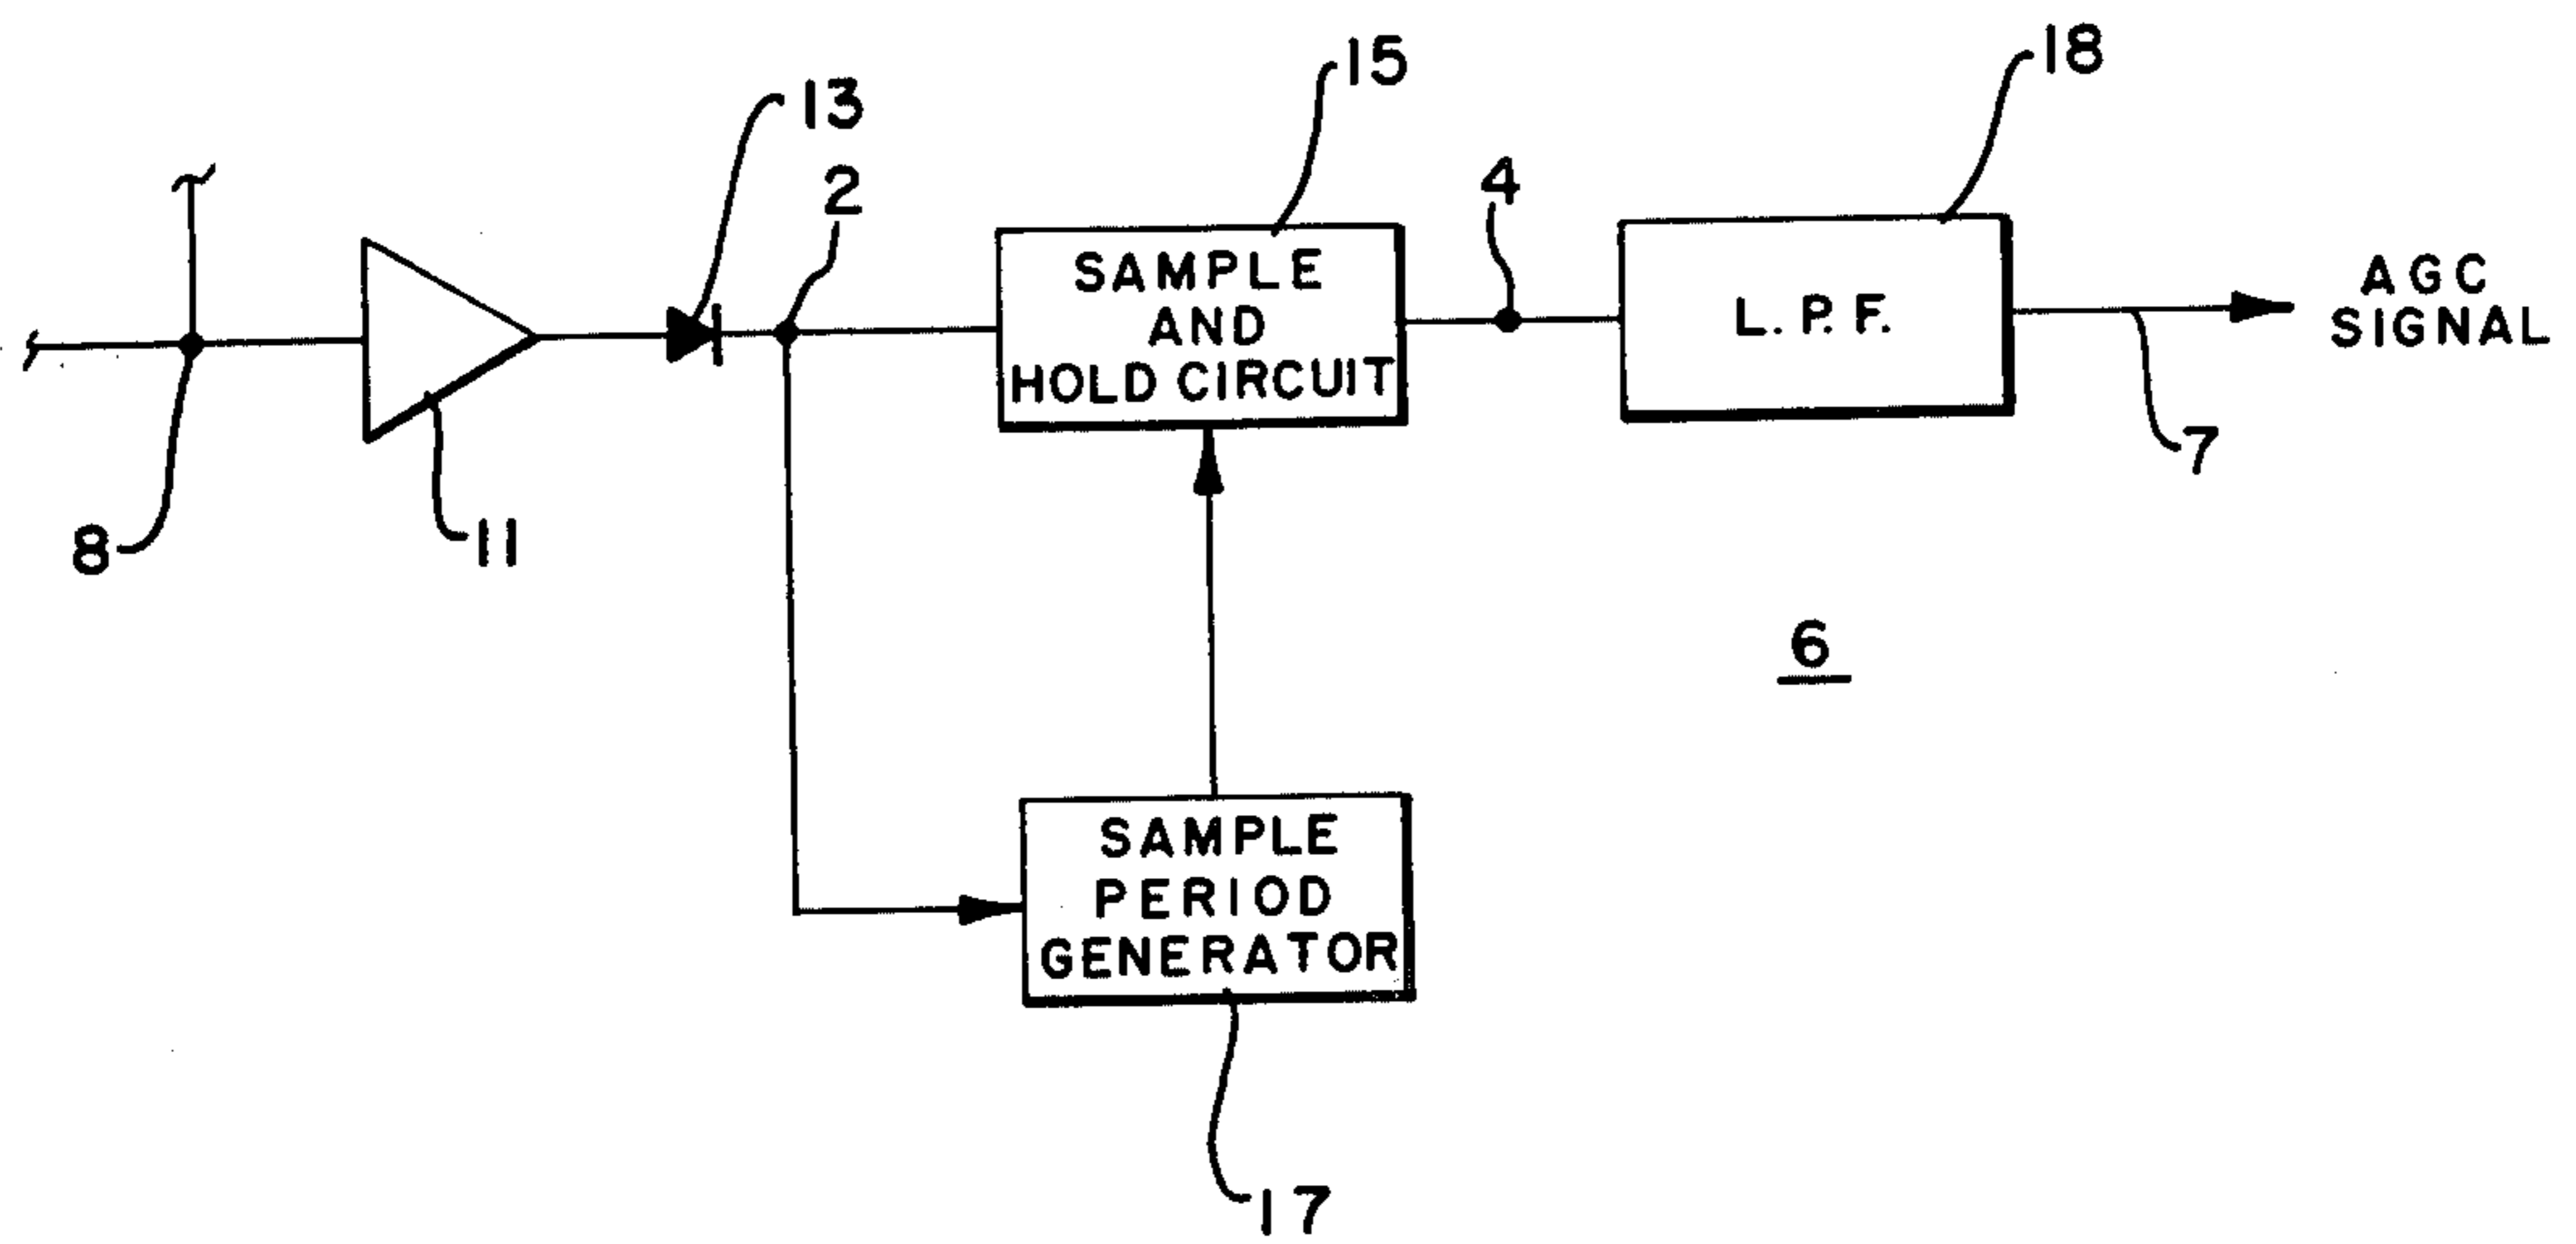 15
18
13
2
4
SAMPLE
AND
HOLD CIRCUIT
L. P. F.
AGC
SIGNAL
7
8
11
6
SAMPLE
PERIOD
GENERATOR
17